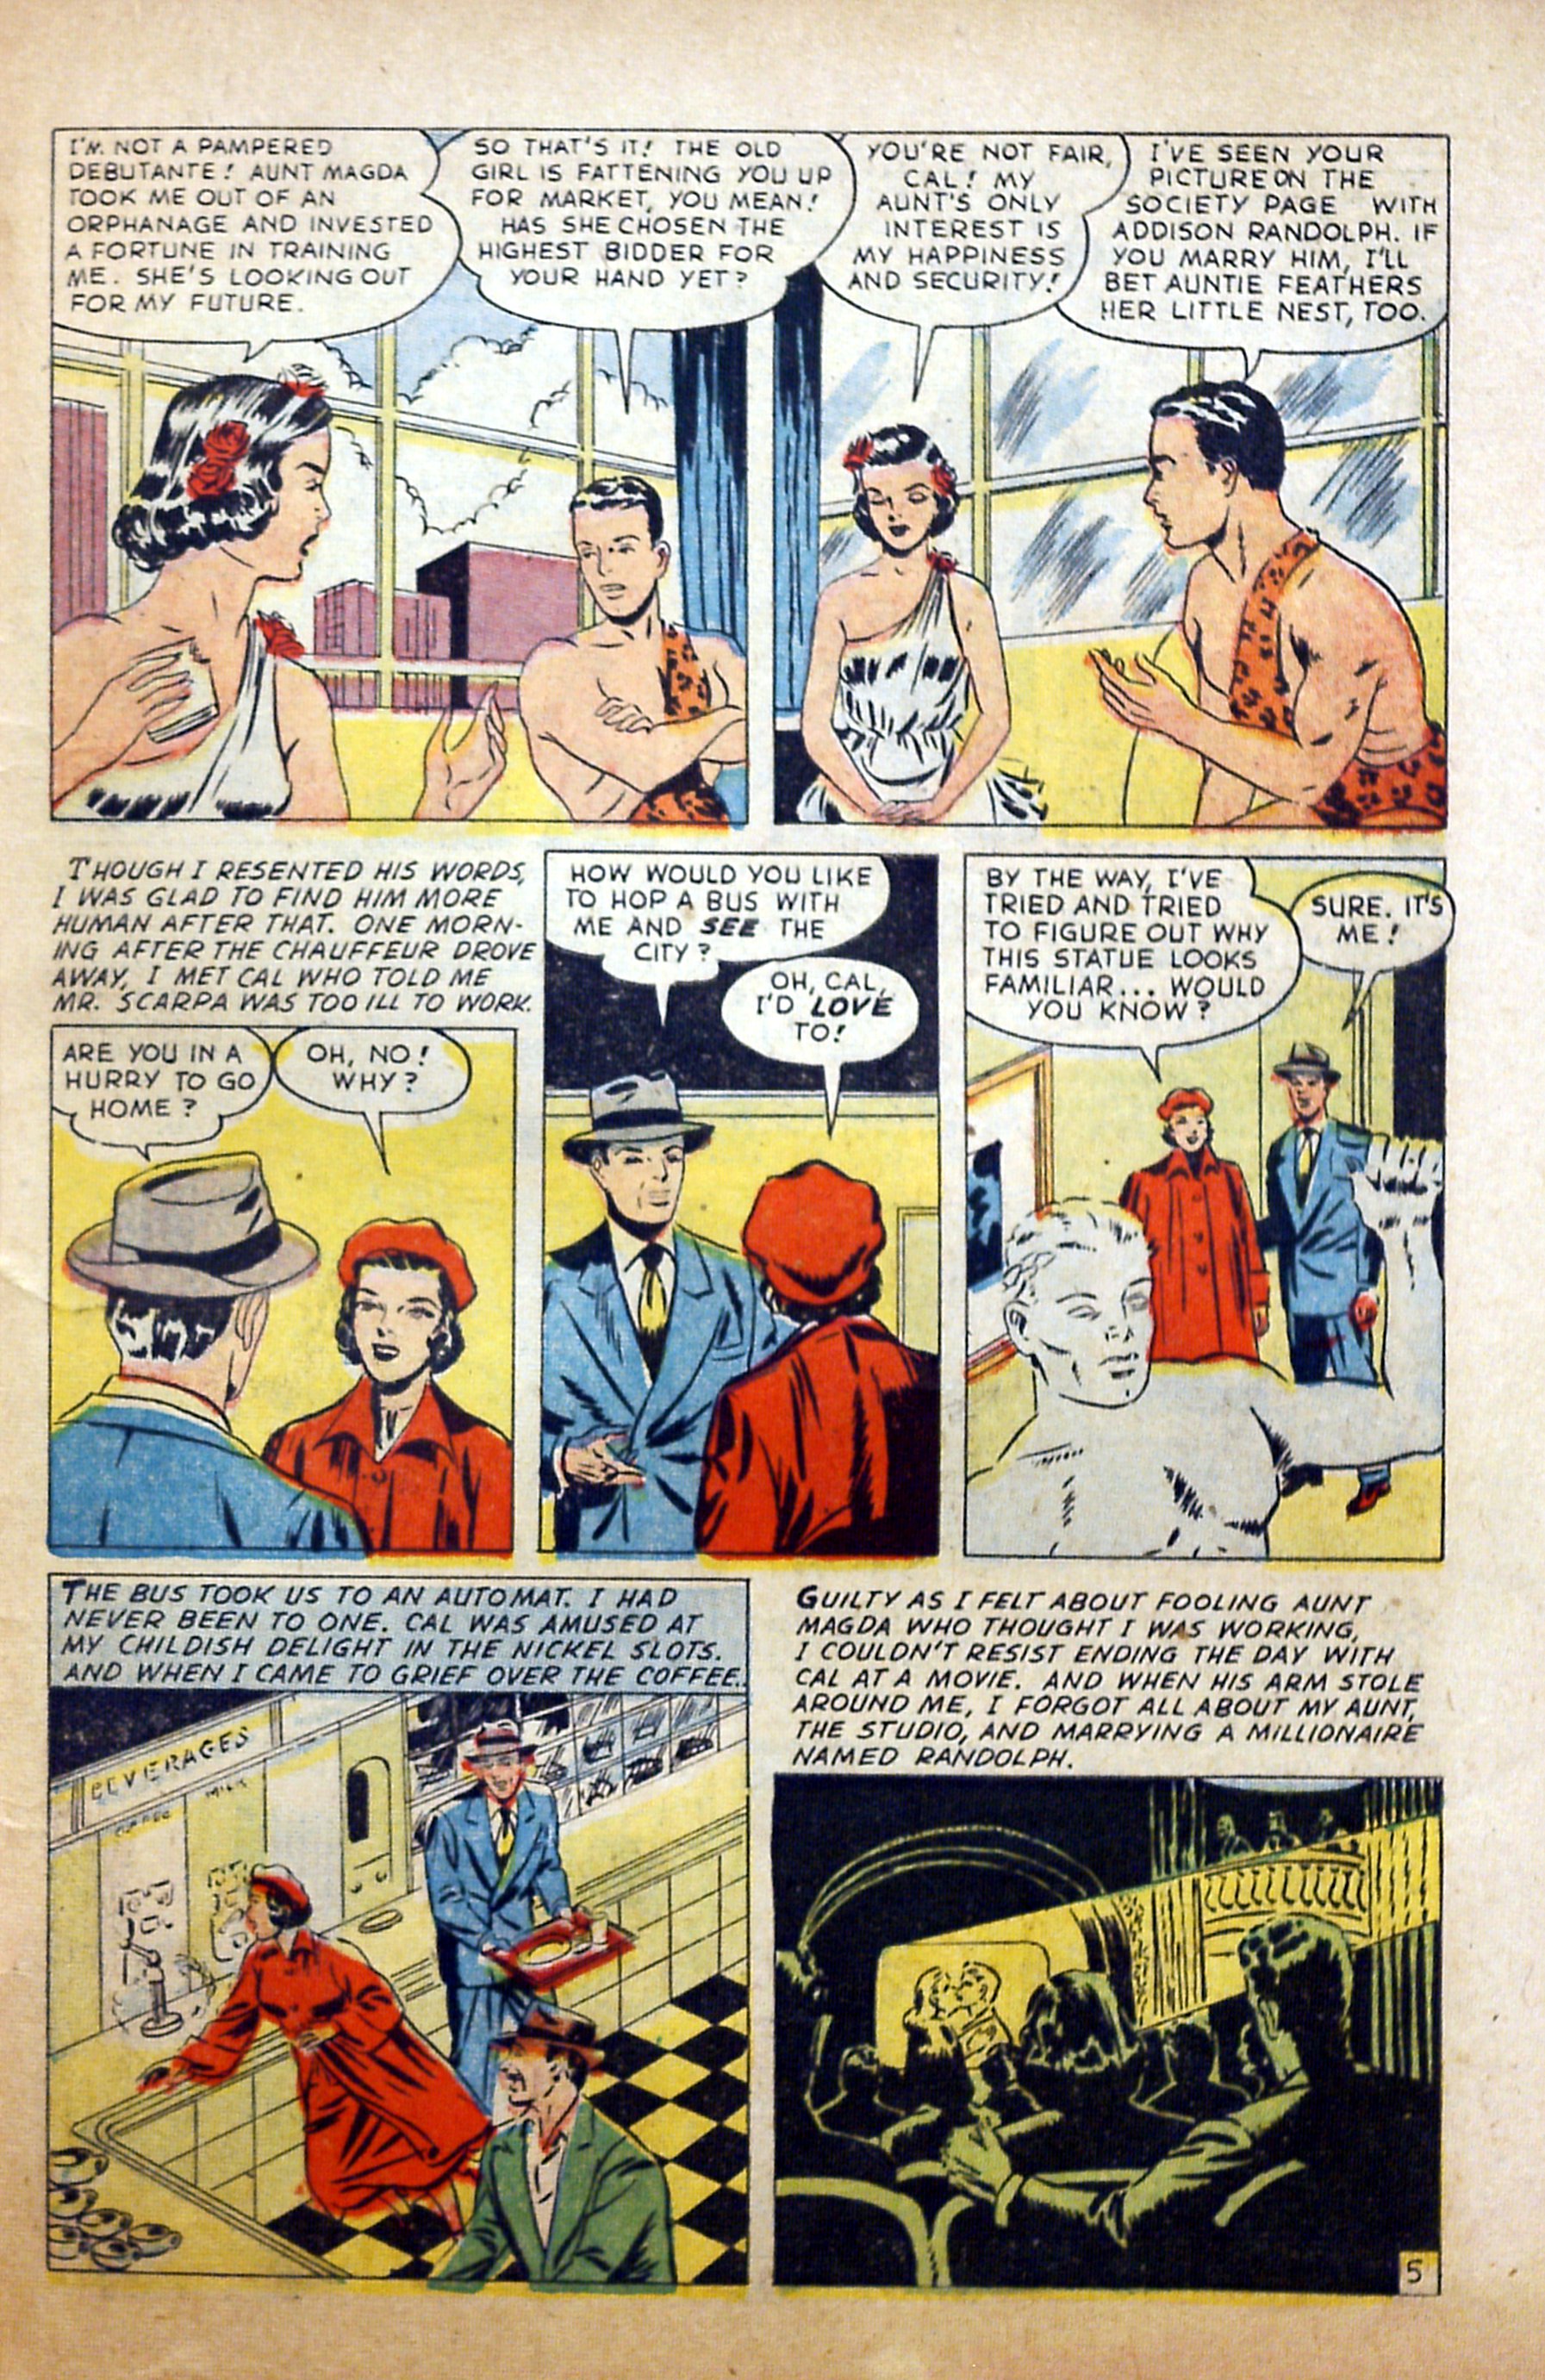 I'M NOT A PAMPERED
DEBUTANTE! AUNT MAGDA
TOOK ME OUT OF AN
ORPHANAGE AND INVESTED
A FORTUNE IN TRAINING
ME. SHE'S LOOKING OUT
FOR MY FUTURE.
SO THAT'S IT! THE OLD
GIRL IS FATTENING YOU UP
FOR MARKET, YOU MEAN!
HAS SHE CHOSEN THE
HIGHEST BIDDER FOR
YOUR HAND YET?
YOU'RE NOT FAIR,
CAL! MY
AUNT'S ONLY
INTEREST IS
MY HAPPINESS
AND SECURITY!
I'VE SEEN YOUR
PICTURE ON THE
SOCIETY PAGE WITH
ADDISON RANDOLPH. IF
YOU MARRY HIM, I'LL
BET AUNTIE FEATHERS
HER LITTLE NEST, TOO.
THOUGH I RESENTED HIS WORDS,
I WAS GLAD TO FIND HIM MORE
HUMAN AFTER THAT. ONE MORN-
ING AFTER THE CHAUFFEUR DROVE
AWAY, I MET CAL WHO TOLD ME
MR. SCARPA WAS TOO ILL TO WORK.
ARE YOU IN A
HURRY TO GO
HOME?
OH, NO!
WHY?
HOW WOULD YOU LIKE
TO HOP A BUS WITH
ME AND SEE THE
CITY?
OH, CAL,
I'D LOVE
TO!
BY THE WAY, I'VE
TRIED AND TRIED
TO FIGURE OUT WHY
THIS STATUE LOOKS
FAMILIAR... WOULD
YOU KNOW?
SURE. IT'S
ME!
THE BUS TOOK US TO AN AUTOMAT. I HAD
NEVER BEEN TO ONE. CAL WAS AMUSED AT
MY CHILDISH DELIGHT IN THE NICKEL SLOTS.
AND WHEN I CAME TO GRIEF OVER THE COFFEE..
BEVERAGES
COFFEE
MILK
GUILTY AS I FELT ABOUT FOOLING AUNT
MAGDA WHO THOUGHT I WAS WORKING,
I COULDN'T RESIST ENDING THE DAY WITH
CAL AT A MOVIE. AND WHEN HIS ARM STOLE
AROUND ME, I FORGOT ALL ABOUT MY AUNT,
THE STUDIO, AND MARRYING A MILLIONAIRE
NAMED RANDOLPH.
5